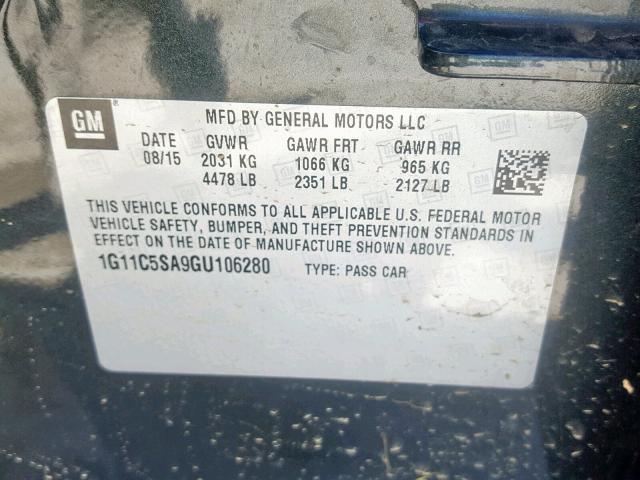 GM®
MFD BY GENERAL MOTORS LLC
DATE GVWR GAWR FRT GAWR RR
08/15 2031 KG 1066 KG 965 KG
4478 LB 2351 LB 2127 LB
THIS VEHICLE CONFORMS TO ALL APPLICABLE U.S. FEDERAL MOTOR
VEHICLE SAFETY, BUMPER, AND THEFT PREVENTION STANDARDS IN
EFFECT ON THE DATE OF MANUFACTURE SHOWN ABOVE.
1G11C5SA9GU106280 TYPE: PASS CAR